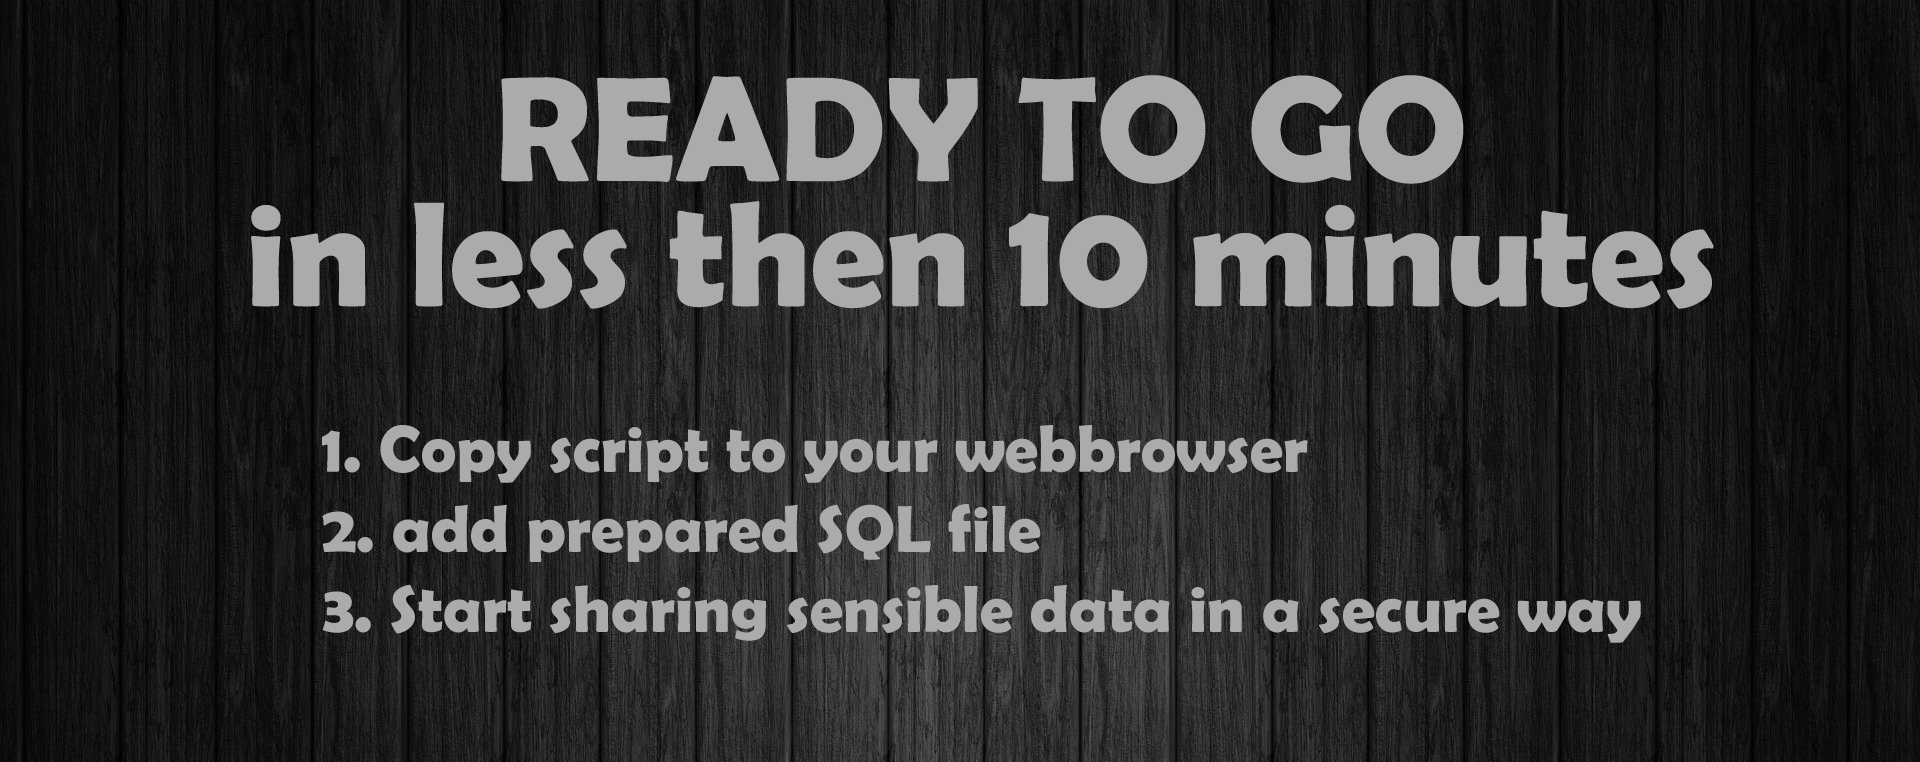 READY TO GO
in less then 10 minutes
1. Copy script to your webbrowser
2. add prepared SQL file
3. Start sharing sensible data in a secure way